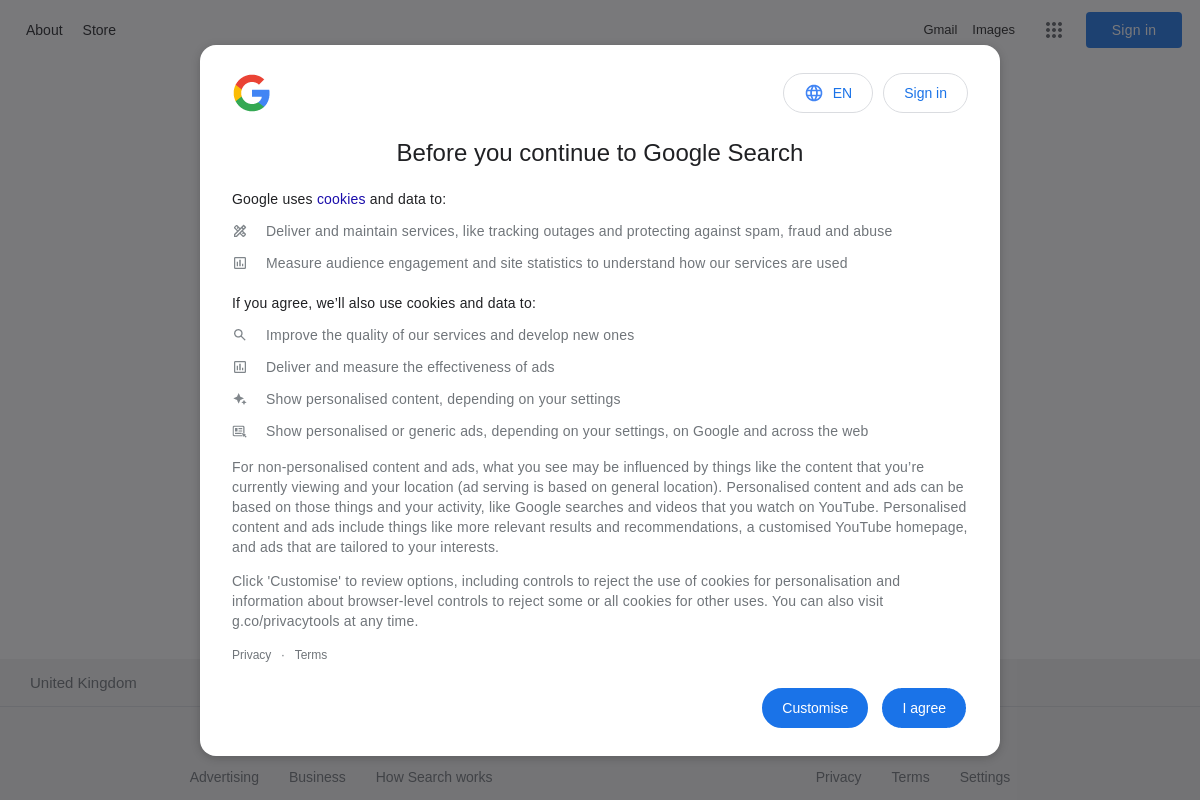 About Store Gmail Images Sign in
EN Sign in
Before you continue to Google Search
Google uses cookies and data to:
Deliver and maintain services, like tracking outages and protecting against spam, fraud and abuse
Measure audience engagement and site statistics to understand how our services are used
If you agree, we’ll also use cookies and data to:
Improve the quality of our services and develop new ones
Deliver and measure the effectiveness of ads
Show personalised content, depending on your settings
Show personalised or generic ads, depending on your settings, on Google and across the web
For non-personalised content and ads, what you see may be influenced by things like the content that you’re
currently viewing and your location (ad serving is based on general location). Personalised content and ads can be
based on those things and your activity, like Google searches and videos that you watch on YouTube. Personalised
content and ads include things like more relevant results and recommendations, a customised YouTube homepage,
and ads that are tailored to your interests.
Click 'Customise' to review options, including controls to reject the use of cookies for personalisation and
information about browser-level controls to reject some or all cookies for other uses. You can also visit
g.co/privacytools at any time.
Privacy · Terms
United Kingdom
Customise I agree
Advertising Business How Search works Privacy Terms Settings